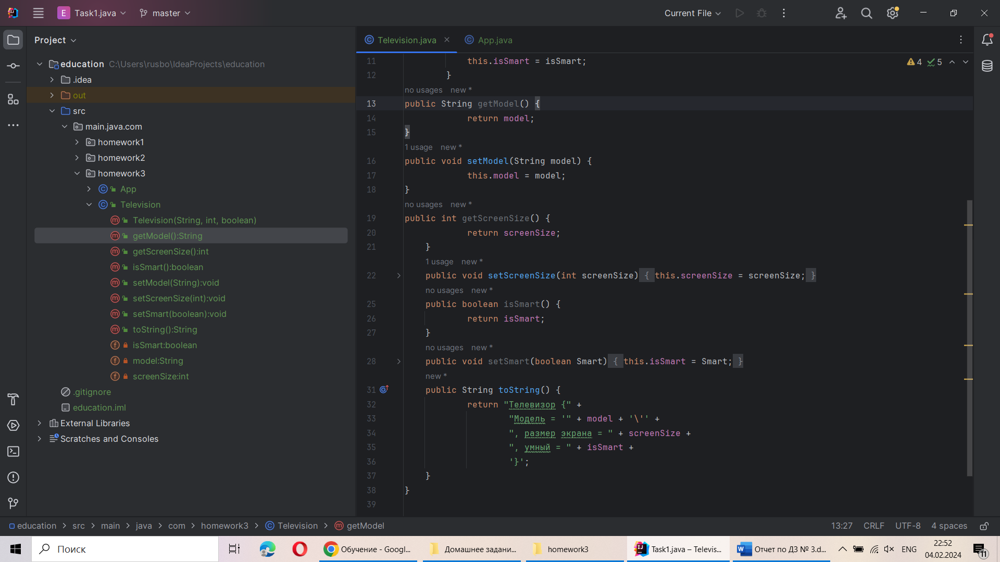 E Task1.java master Current File
Project
education C:\Users\rusbo\IdeaProjects\education
.idea
out
src
main.java.com
homework1
homework2
homework3
App
Television
Television(String, int, boolean)
getModel():String
getScreenSize():int
isSmart():boolean
setModel(String):void
setScreenSize(int):void
setSmart(boolean):void
toString():String
isSmart:boolean
model:String
screenSize:int
.gitignore
education.iml
External Libraries
Scratches and Consoles
Television.java App.java
4 5
11 this.isSmart = isSmart;
12 }
no usages new *
13 public String getModel() {
14 return model;
15 }
1 usage new *
16 public void setModel(String model) {
17 this.model = model;
18 }
no usages new *
19 public int getScreenSize() {
20 return screenSize;
21 }
1 usage new *
22 public void setScreenSize(int screenSize) { this.screenSize = screenSize; }
no usages new *
25 public boolean isSmart() {
26 return isSmart;
27 }
no usages new *
28 public void setSmart(boolean Smart) { this.isSmart = Smart; }
new *
31 public String toString() {
32 return "Телевизор {" +
33 "Модель = '" + model + '\'' +
34 ", размер экрана = " + screenSize +
35 ", умный = " + isSmart +
36 '}';
37 }
38 }
39
education > src > main > java > com > homework3 > Television > getModel 13:27 CRLF UTF-8 4 spaces
Поиск Обучение - Googl... Домашнее задани... homework3 Task1.java – Televis... Отчет по ДЗ № 3.d... ENG 22:52
04.02.2024 11